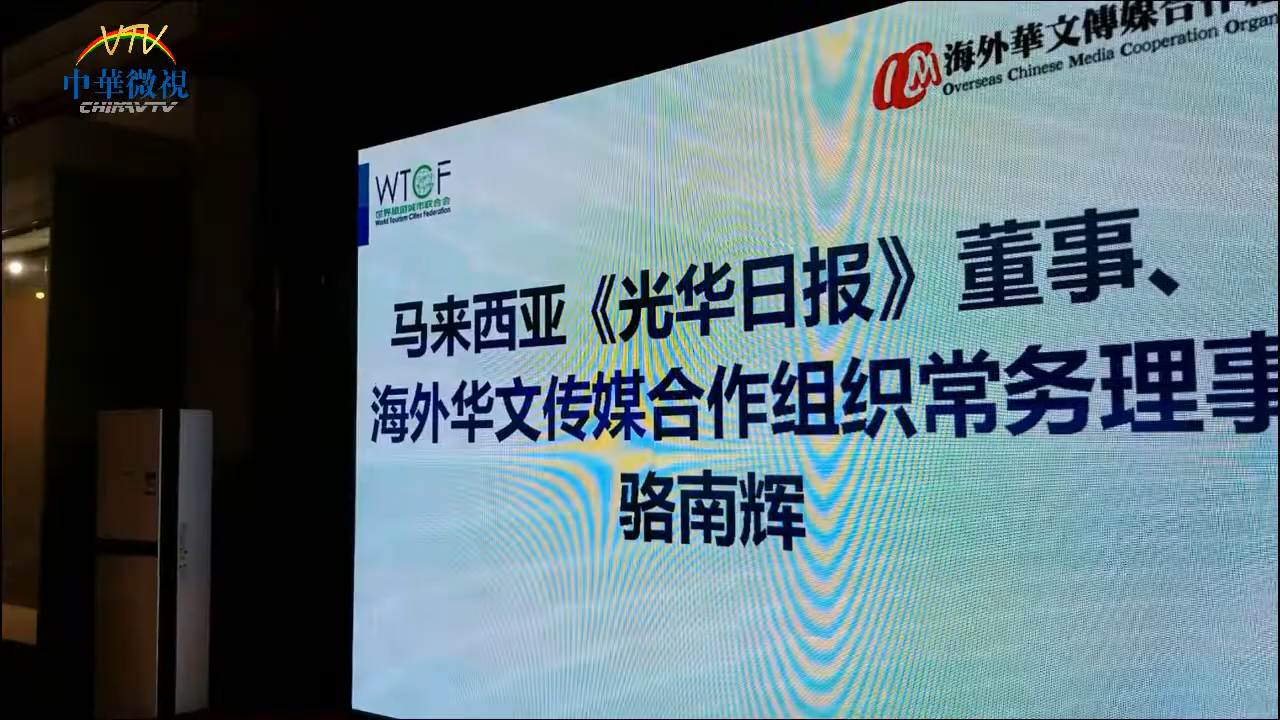 VTV
中華微視
CHINAVTV
海外華文傳媒合作
Overseas Chinese Media Cooperation Organ
WTCF
世界旅游城市联合会
World Tourism Cities Federation
马来西亚《光华日报》董事、
海外华文传媒合作组织常务理事
骆南辉